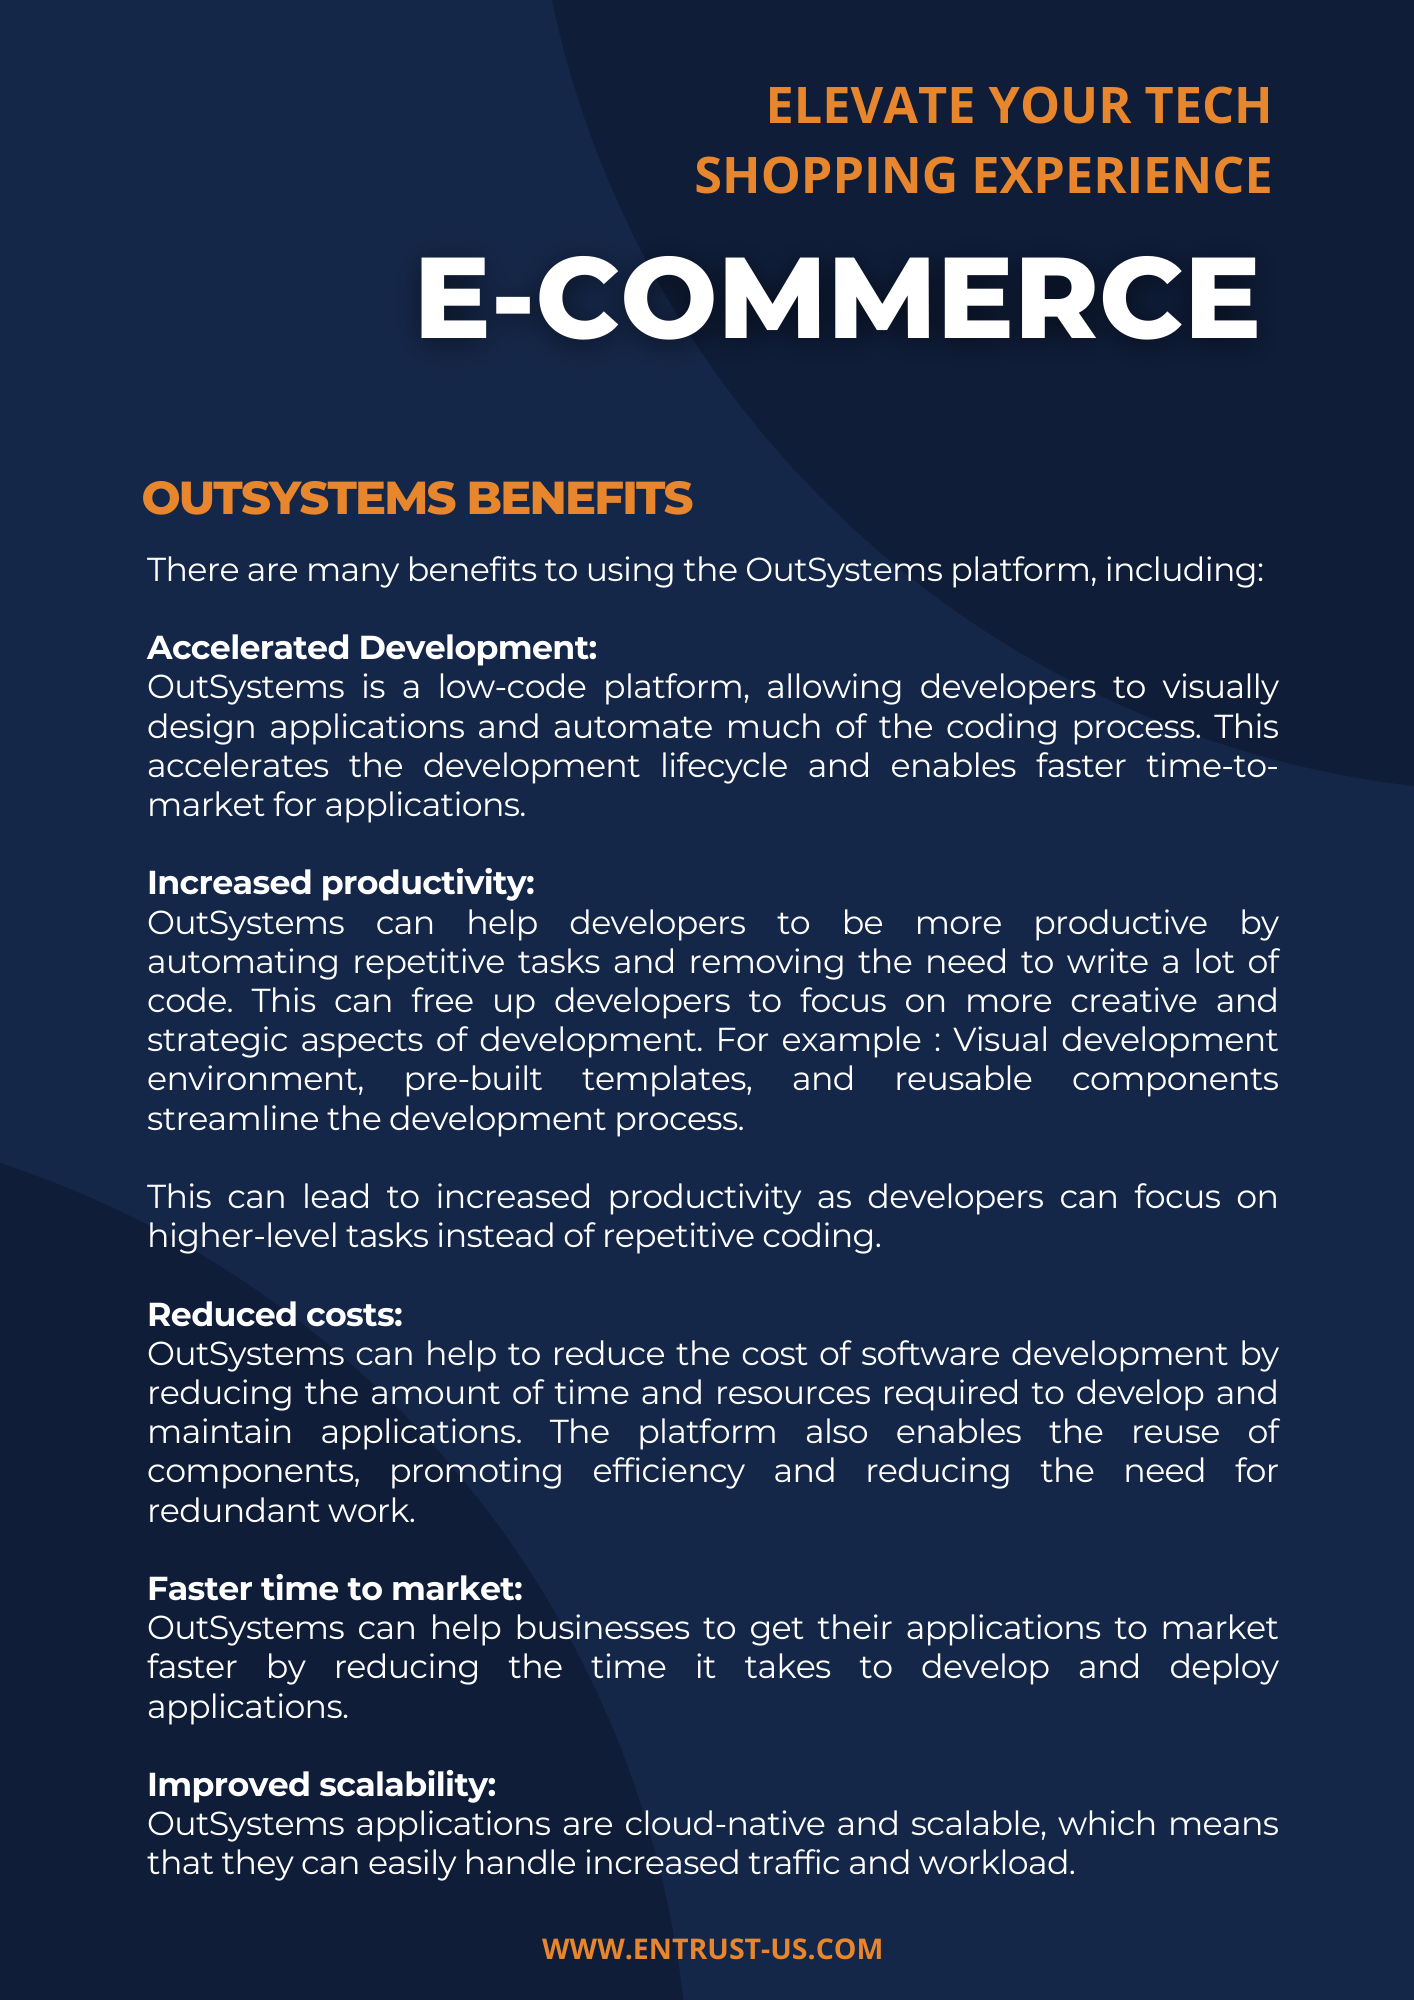 ELEVATE YOUR TECH
SHOPPING EXPERIENCE
E-COMMERCE
OUTSYSTEMS BENEFITS
There are many benefits to using the OutSystems platform, including:
Accelerated Development:
OutSystems is a low-code platform, allowing developers to visually
design applications and automate much of the coding process. This
accelerates the development lifecycle and enables faster time-to-
market for applications.
Increased productivity:
OutSystems can help developers to be more productive by
automating repetitive tasks and removing the need to write a lot of
code. This can free up developers to focus on more creative and
strategic aspects of development. For example : Visual development
environment, pre-built templates, and reusable components
streamline the development process.
This can lead to increased productivity as developers can focus on
higher-level tasks instead of repetitive coding.
Reduced costs:
OutSystems can help to reduce the cost of software development by
reducing the amount of time and resources required to develop and
maintain applications. The platform also enables the reuse of
components, promoting efficiency and reducing the need for
redundant work.
Faster time to market:
OutSystems can help businesses to get their applications to market
faster by reducing the time it takes to develop and deploy
applications.
Improved scalability:
OutSystems applications are cloud-native and scalable, which means
that they can easily handle increased traffic and workload.
WWW.ENTRUST-US.COM